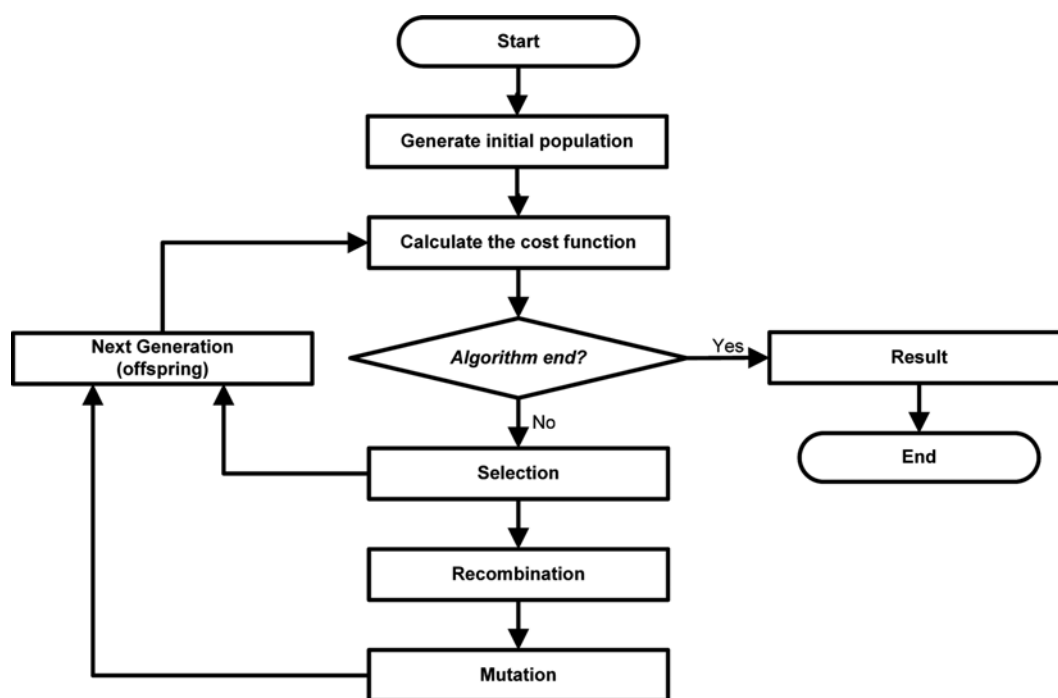 Start
Generate initial population
Calculate the cost function
Next Generation
(offspring)
Algorithm end?
Yes
Result
No
End
Selection
Recombination
Mutation